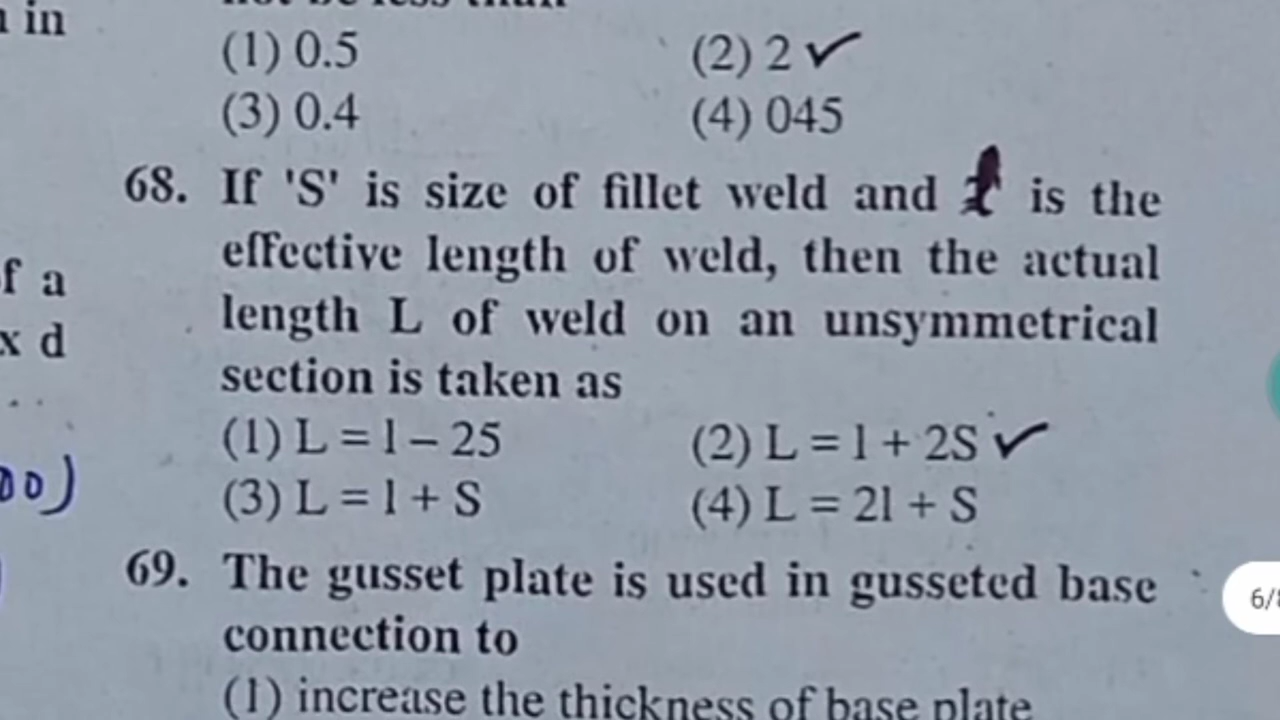 in
(1) 0.5 (2) 2 ✓
(3) 0.4 (4) 045
68. If 'S' is size of fillet weld and l is the
effective length of weld, then the actual
length L of weld on an unsymmetrical
section is taken as
(1) L = l – 25 (2) L = l + 2S ✓
(3) L = l + S (4) L = 2l + S
69. The gusset plate is used in gusseted base
connection to
(1) increase the thickness of base plate
f a
x d
00)
6/8